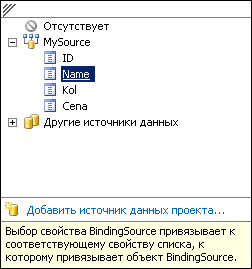 Отсутствует
MySource
ID
Name
Kol
Cena
Другие источники данных
Добавить источник данных проекта...
Выбор свойства BindingSource привязывает к
соответствующему свойству списка, к
которому привязывает объект BindingSource.